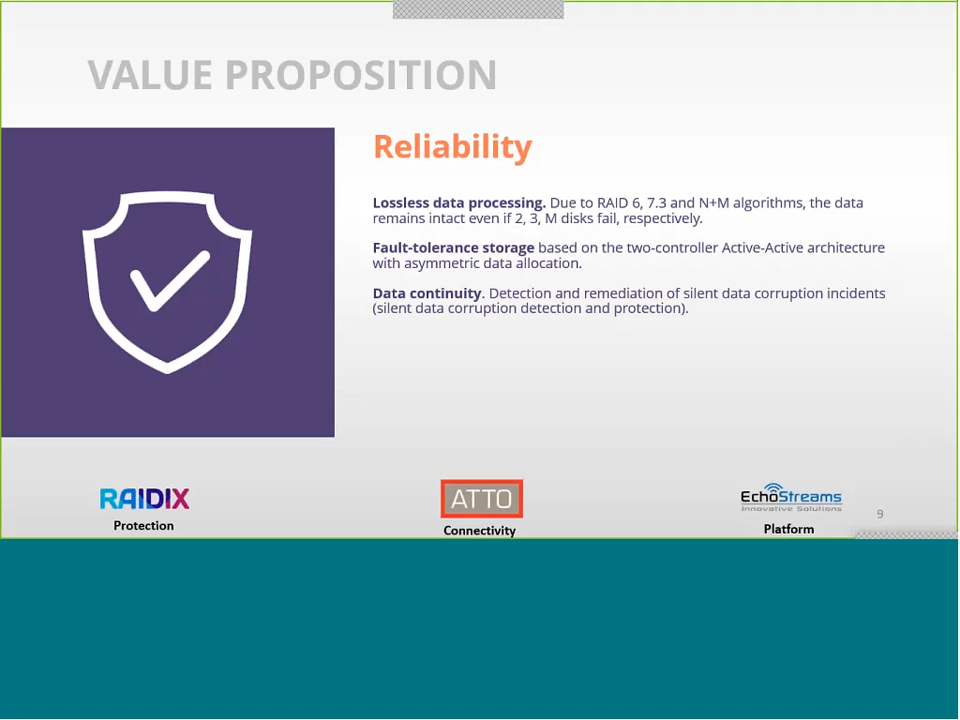 VALUE PROPOSITION
Reliability
Lossless data processing. Due to RAID 6, 7.3 and N+M algorithms, the data
remains intact even if 2, 3, M disks fail, respectively.
Fault-tolerance storage based on the two-controller Active-Active architecture
with asymmetric data allocation.
Data continuity. Detection and remediation of silent data corruption incidents
(silent data corruption detection and protection).
RAIDIX
Protection
ATTO
Connectivity
EchoStreams
Innovative Solutions
Platform
9